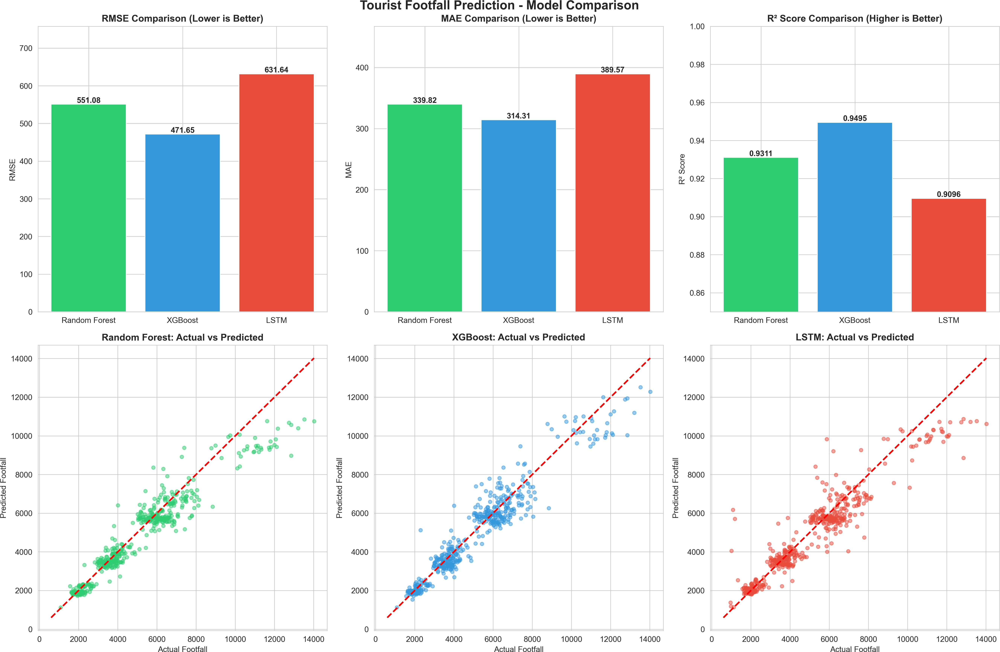 Tourist Footfall Prediction - Model Comparison
RMSE Comparison (Lower is Better)
RMSE
700
600
500
400
300
200
100
0
551.08
471.65
631.64
Random Forest
XGBoost
LSTM
MAE Comparison (Lower is Better)
MAE
400
300
200
100
0
339.82
314.31
389.57
Random Forest
XGBoost
LSTM
R² Score Comparison (Higher is Better)
R² Score
1.00
0.98
0.96
0.94
0.92
0.90
0.88
0.86
0.9311
0.9495
0.9096
Random Forest
XGBoost
LSTM
Random Forest: Actual vs Predicted
Predicted Footfall
14000
12000
10000
8000
6000
4000
2000
0
0 2000 4000 6000 8000 10000 12000 14000
Actual Footfall
XGBoost: Actual vs Predicted
Predicted Footfall
14000
12000
10000
8000
6000
4000
2000
0
0 2000 4000 6000 8000 10000 12000 14000
Actual Footfall
LSTM: Actual vs Predicted
Predicted Footfall
14000
12000
10000
8000
6000
4000
2000
0
0 2000 4000 6000 8000 10000 12000 14000
Actual Footfall